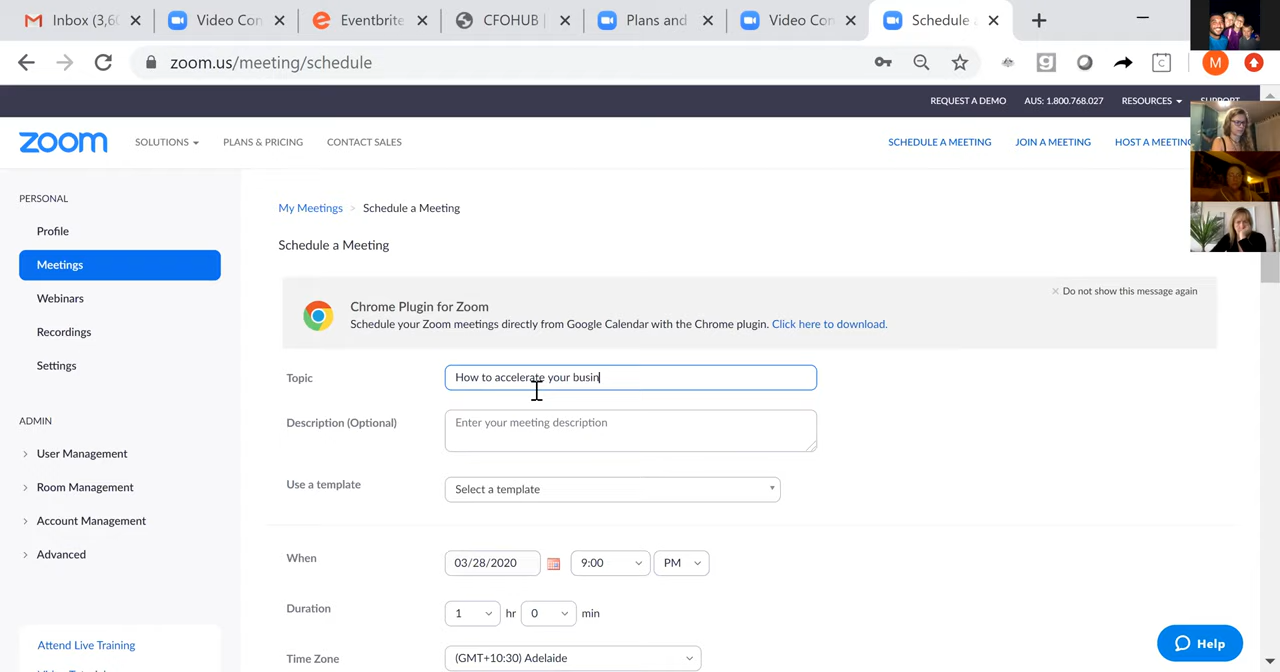 Inbox (3,60
Video Con
Eventbrite
CFOHUB
Plans and
Video Con
Schedule
zoom.us/meeting/schedule
M
REQUEST A DEMO
AUS: 1.800.768.027
RESOURCES
SUPPORT
zoom
SOLUTIONS
PLANS & PRICING
CONTACT SALES
SCHEDULE A MEETING
JOIN A MEETING
HOST A MEETING
PERSONAL
Profile
Meetings
Webinars
Recordings
Settings
ADMIN
User Management
Room Management
Account Management
Advanced
Attend Live Training
My Meetings > Schedule a Meeting
Schedule a Meeting
Do not show this message again
Chrome Plugin for Zoom
Schedule your Zoom meetings directly from Google Calendar with the Chrome plugin. Click here to download.
Topic
How to accelerate your busin
Description (Optional)
Enter your meeting description
Use a template
Select a template
When
03/28/2020
9:00
PM
Duration
1
hr
0
min
Time Zone
(GMT+10:30) Adelaide
Help